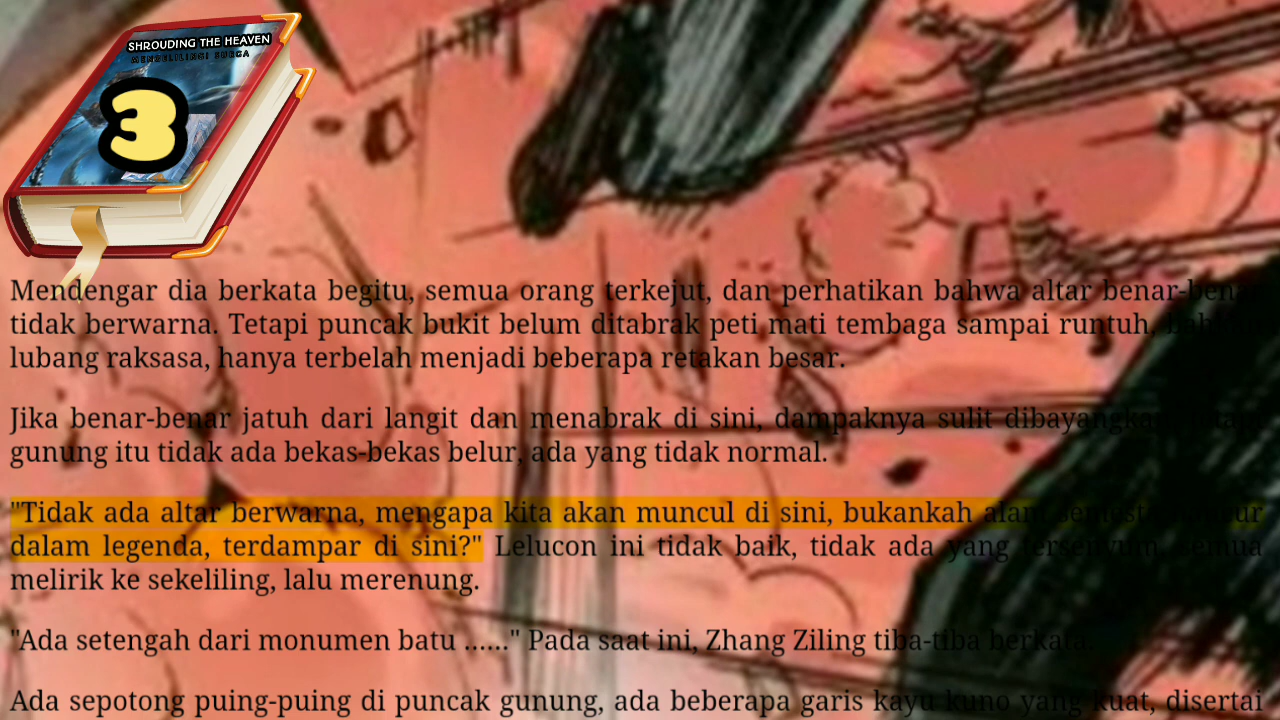 SHROUDING THE HEAVEN
MENGELILINGI SURGA
3
Mendengar dia berkata begitu, semua orang terkejut, dan perhatikan bahwa altar benar-benar
tidak berwarna. Tetapi puncak bukit belum ditabrak peti mati tembaga sampai runtuh,
lubang raksasa, hanya terbelah menjadi beberapa retakan besar.
Jika benar-benar jatuh dari langit dan menabrak di sini, dampaknya sulit dibayangkan
gunung itu tidak ada bekas-bekas belur, ada yang tidak normal.
"Tidak ada altar berwarna, mengapa kita akan muncul di sini, bukankah alam semesta
dalam legenda, terdampar di sini?" Lelucon ini tidak baik, tidak ada yang tersenyum, semua
melirik ke sekeliling, lalu merenung.
"Ada setengah dari monumen batu ......" Pada saat ini, Zhang Ziling tiba-tiba berkata.
Ada sepotong puing-puing di puncak gunung, ada beberapa garis kayu kuno yang kuat, disertai